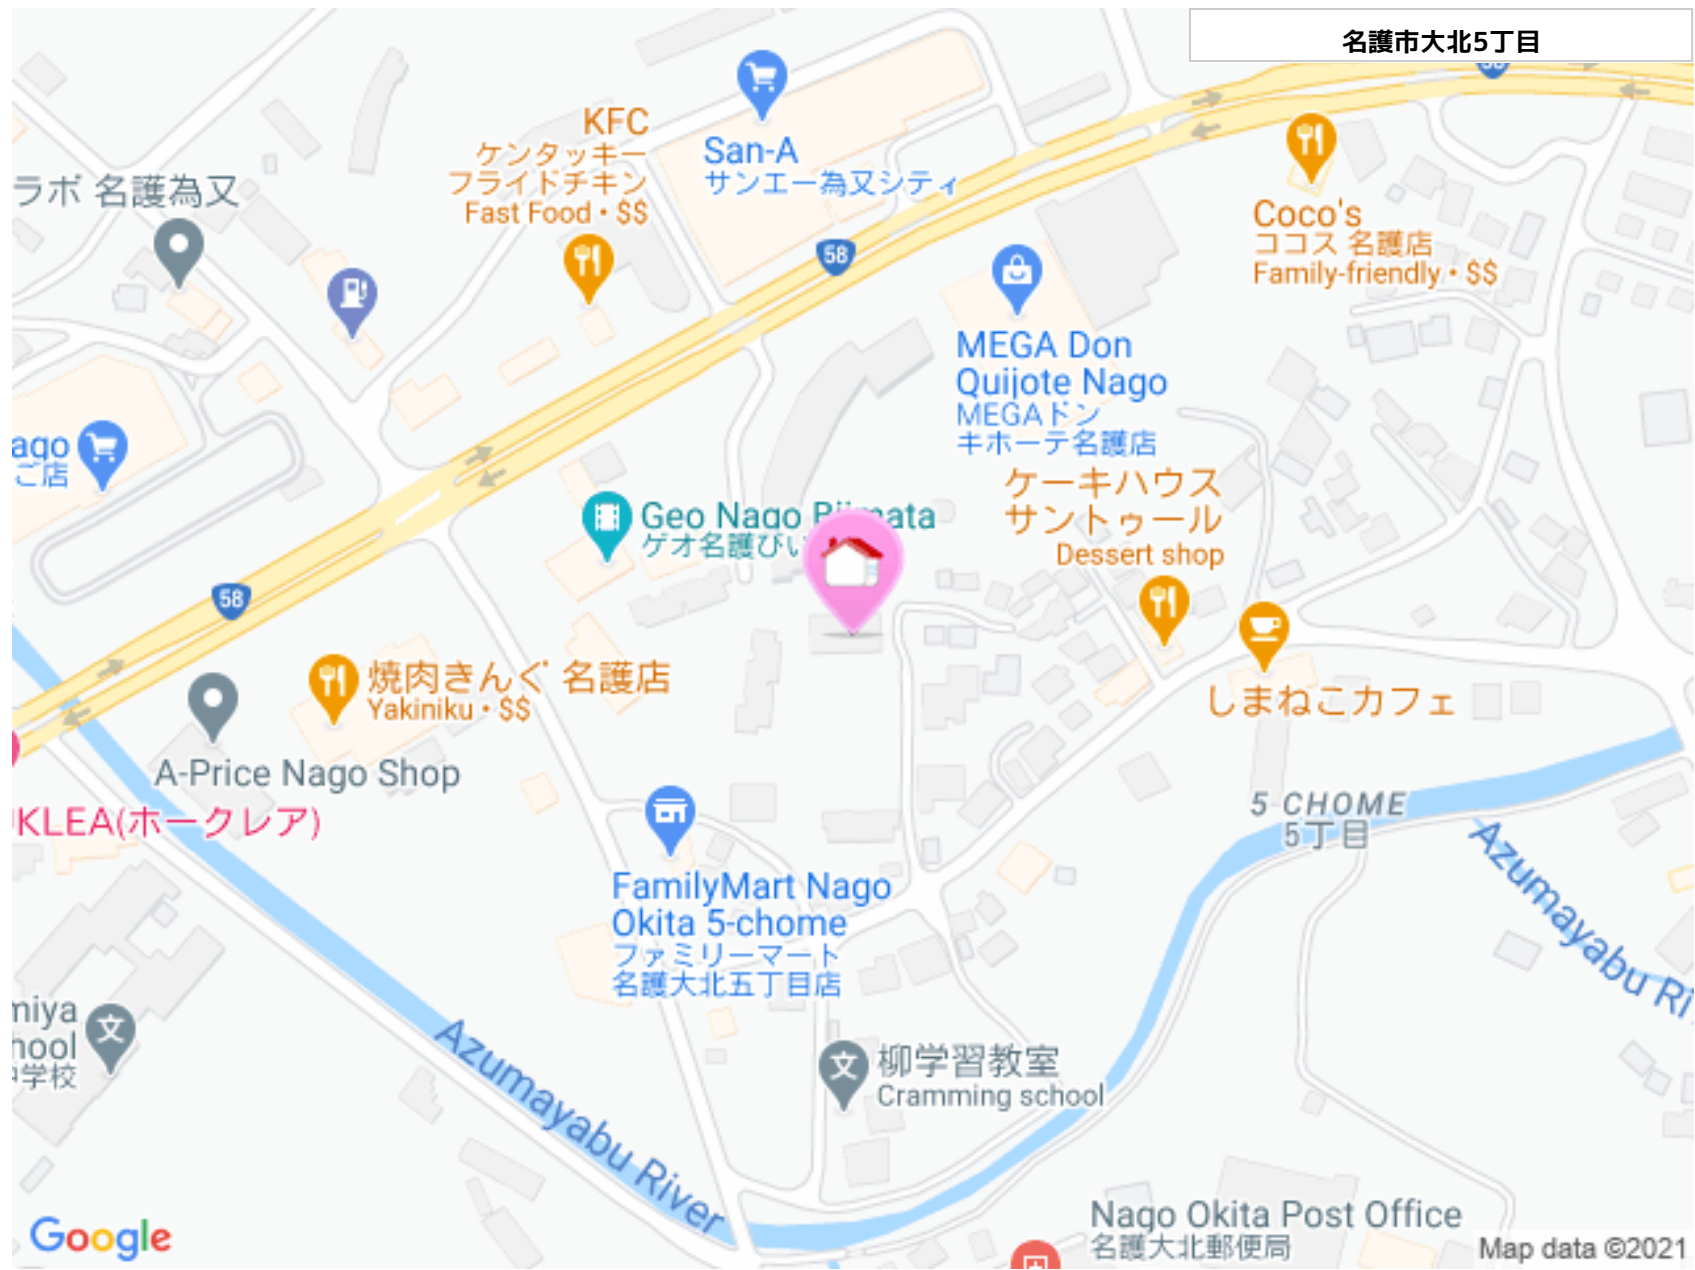 名護市大北5丁目
58
KFC
ケンタッキー
フライドチキン
Fast Food • $$
San-A
サンエー為又シティ
ラボ 名護為又
58
Coco's
ココス 名護店
Family-friendly • $$
MEGA Don
Quijote Nago
MEGAドン
キホーテ名護店
ago
ご店
ケーキハウス
サントゥール
Dessert shop
Geo Nago Biimata
ゲオ名護びい
58
焼肉きんぐ 名護店
Yakiniku • $$
しまねこカフェ
A-Price Nago Shop
KLEA(ホークレア)
5 CHOME
5丁目
Azumayabu Ri
FamilyMart Nago
Okita 5-chome
ファミリーマート
名護大北五丁目店
miya
hool
中学校
文
Azumayabu River
文
柳学習教室
Cramming school
Nago Okita Post Office
名護大北郵便局
Google
Map data ©2021